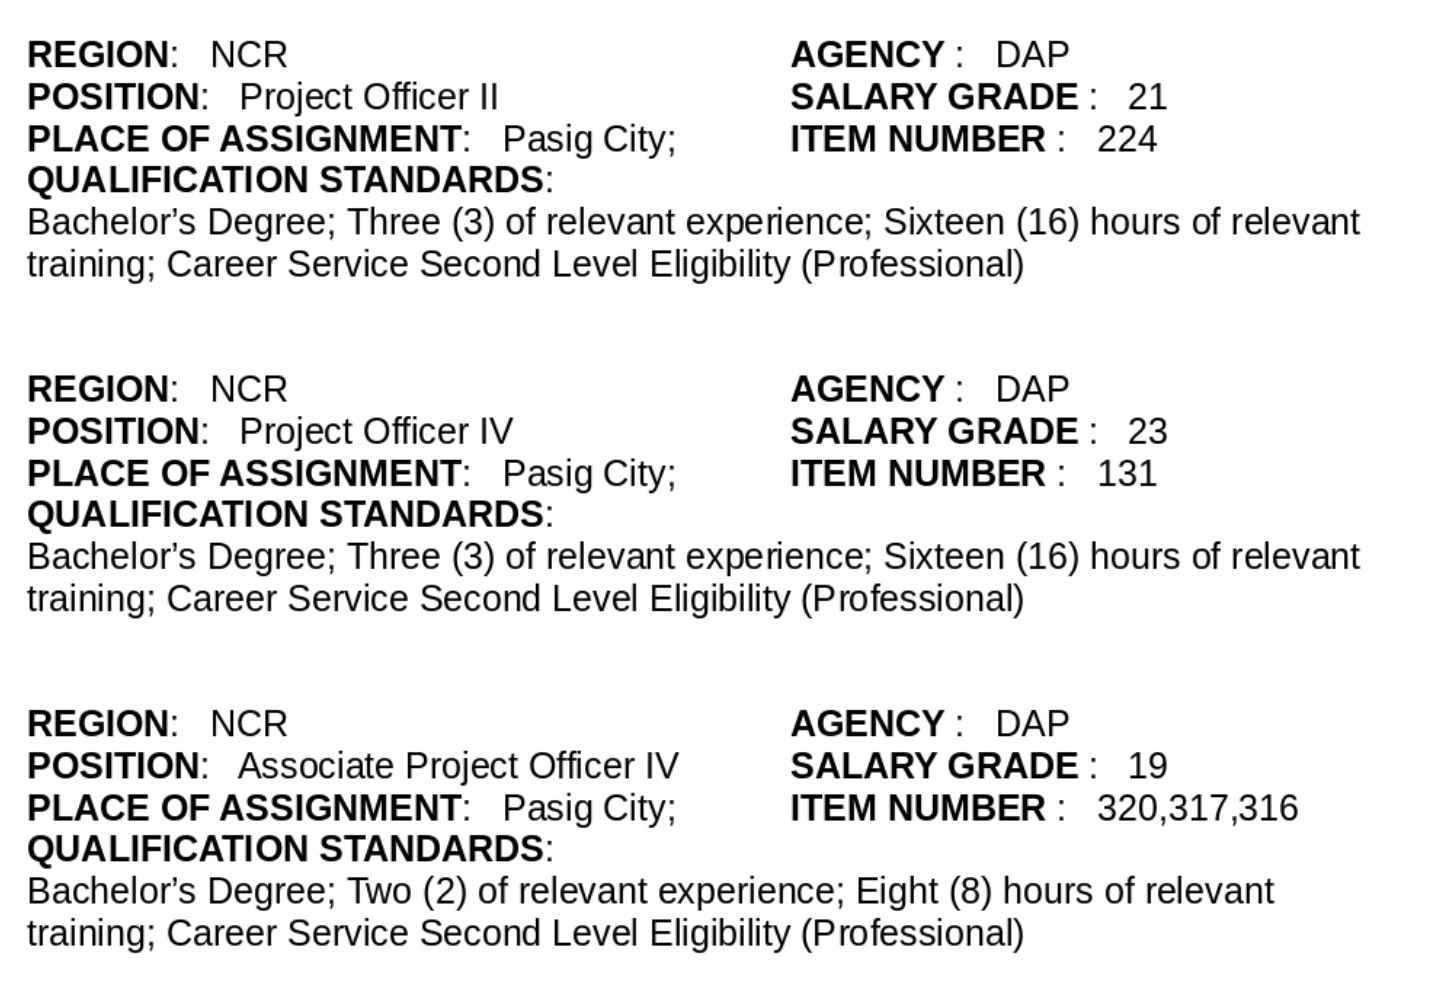 REGION: NCR AGENCY : DAP
POSITION: Project Officer II SALARY GRADE : 21
PLACE OF ASSIGNMENT: Pasig City; ITEM NUMBER : 224
QUALIFICATION STANDARDS:
Bachelor’s Degree; Three (3) of relevant experience; Sixteen (16) hours of relevant
training; Career Service Second Level Eligibility (Professional)
REGION: NCR AGENCY : DAP
POSITION: Project Officer IV SALARY GRADE : 23
PLACE OF ASSIGNMENT: Pasig City; ITEM NUMBER : 131
QUALIFICATION STANDARDS:
Bachelor’s Degree; Three (3) of relevant experience; Sixteen (16) hours of relevant
training; Career Service Second Level Eligibility (Professional)
REGION: NCR AGENCY : DAP
POSITION: Associate Project Officer IV SALARY GRADE : 19
PLACE OF ASSIGNMENT: Pasig City; ITEM NUMBER : 320,317,316
QUALIFICATION STANDARDS:
Bachelor’s Degree; Two (2) of relevant experience; Eight (8) hours of relevant
training; Career Service Second Level Eligibility (Professional)